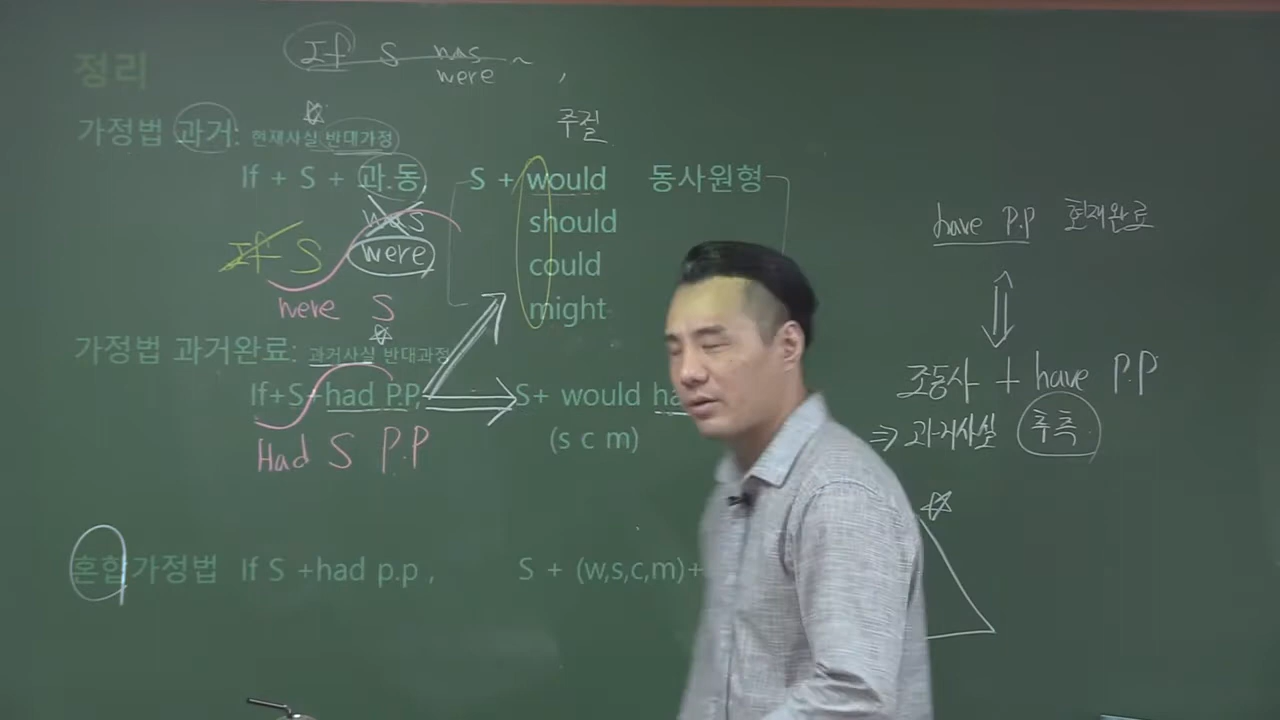 If S was ~ ,
were
정리
가정법 과거: 현재사실 반대가정
주절
If + S + 과.동, S + would 동사원형
was should
If S were could
were S might
have P.P 현재완료
가정법 과거완료: 과거사실 반대과정
If+S+had P.P, S+ would ha
(s c m)
Had S P.P
조동사 + have P.P
⇒ 과거사실 추측
혼합가정법 If S +had p.p , S + (w,s,c,m)+